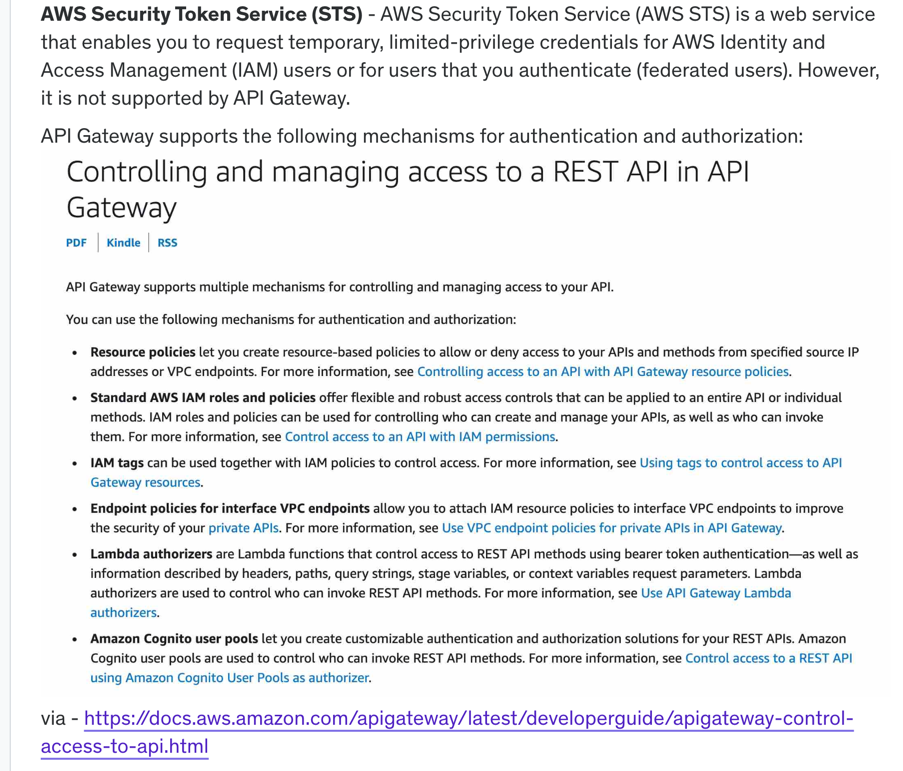 AWS Security Token Service (STS) - AWS Security Token Service (AWS STS) is a web service
that enables you to request temporary, limited-privilege credentials for AWS Identity and
Access Management (IAM) users or for users that you authenticate (federated users). However,
it is not supported by API Gateway.
API Gateway supports the following mechanisms for authentication and authorization:
Controlling and managing access to a REST API in API
Gateway
PDF | Kindle | RSS
API Gateway supports multiple mechanisms for controlling and managing access to your API.
You can use the following mechanisms for authentication and authorization:
• Resource policies let you create resource-based policies to allow or deny access to your APIs and methods from specified source IP
addresses or VPC endpoints. For more information, see Controlling access to an API with API Gateway resource policies.
• Standard AWS IAM roles and policies offer flexible and robust access controls that can be applied to an entire API or individual
methods. IAM roles and policies can be used for controlling who can create and manage your APIs, as well as who can invoke
them. For more information, see Control access to an API with IAM permissions.
• IAM tags can be used together with IAM policies to control access. For more information, see Using tags to control access to API
Gateway resources.
• Endpoint policies for interface VPC endpoints allow you to attach IAM resource policies to interface VPC endpoints to improve
the security of your private APIs. For more information, see Use VPC endpoint policies for private APIs in API Gateway.
• Lambda authorizers are Lambda functions that control access to REST API methods using bearer token authentication—as well as
information described by headers, paths, query strings, stage variables, or context variables request parameters. Lambda
authorizers are used to control who can invoke REST API methods. For more information, see Use API Gateway Lambda
authorizers.
• Amazon Cognito user pools let you create customizable authentication and authorization solutions for your REST APIs. Amazon
Cognito user pools are used to control who can invoke REST API methods. For more information, see Control access to a REST API
using Amazon Cognito User Pools as authorizer.
via - https://docs.aws.amazon.com/apigateway/latest/developerguide/apigateway-control-
access-to-api.html